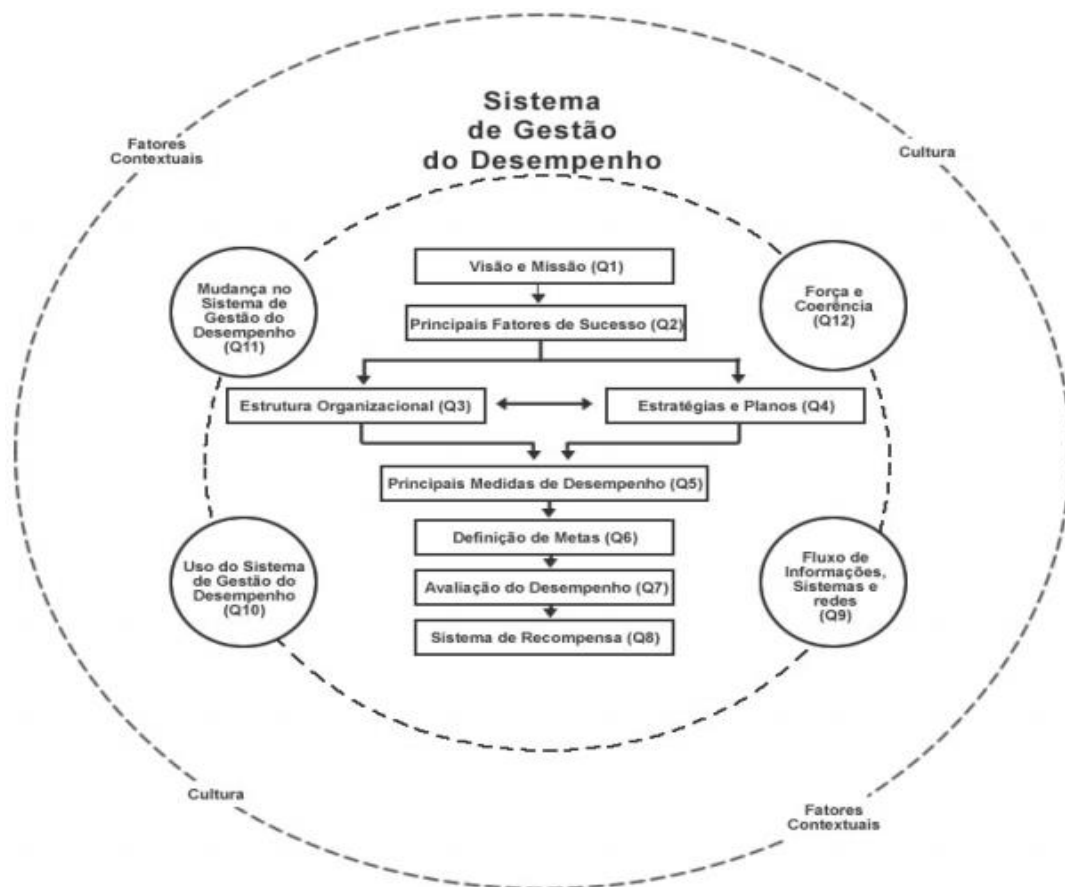 Sistema
de Gestão
do Desempenho
Fatores
Contextuais
Cultura
Visão e Missão (Q1)
Mudança no
Sistema de
Gestão do
Desempenho
(Q11)
Força e
Coerência
(Q12)
Principais Fatores de Sucesso (Q2)
Estrutura Organizacional (Q3)
Estratégias e Planos (Q4)
Principais Medidas de Desempenho (Q5)
Definição de Metas (Q6)
Uso do Sistema
de Gestão do
Desempenho
(Q10)
Avaliação do Desempenho (Q7)
Fluxo de
Informações,
Sistemas e
redes
(Q9)
Sistema de Recompensa (Q8)
Cultura
Fatores
Contextuais